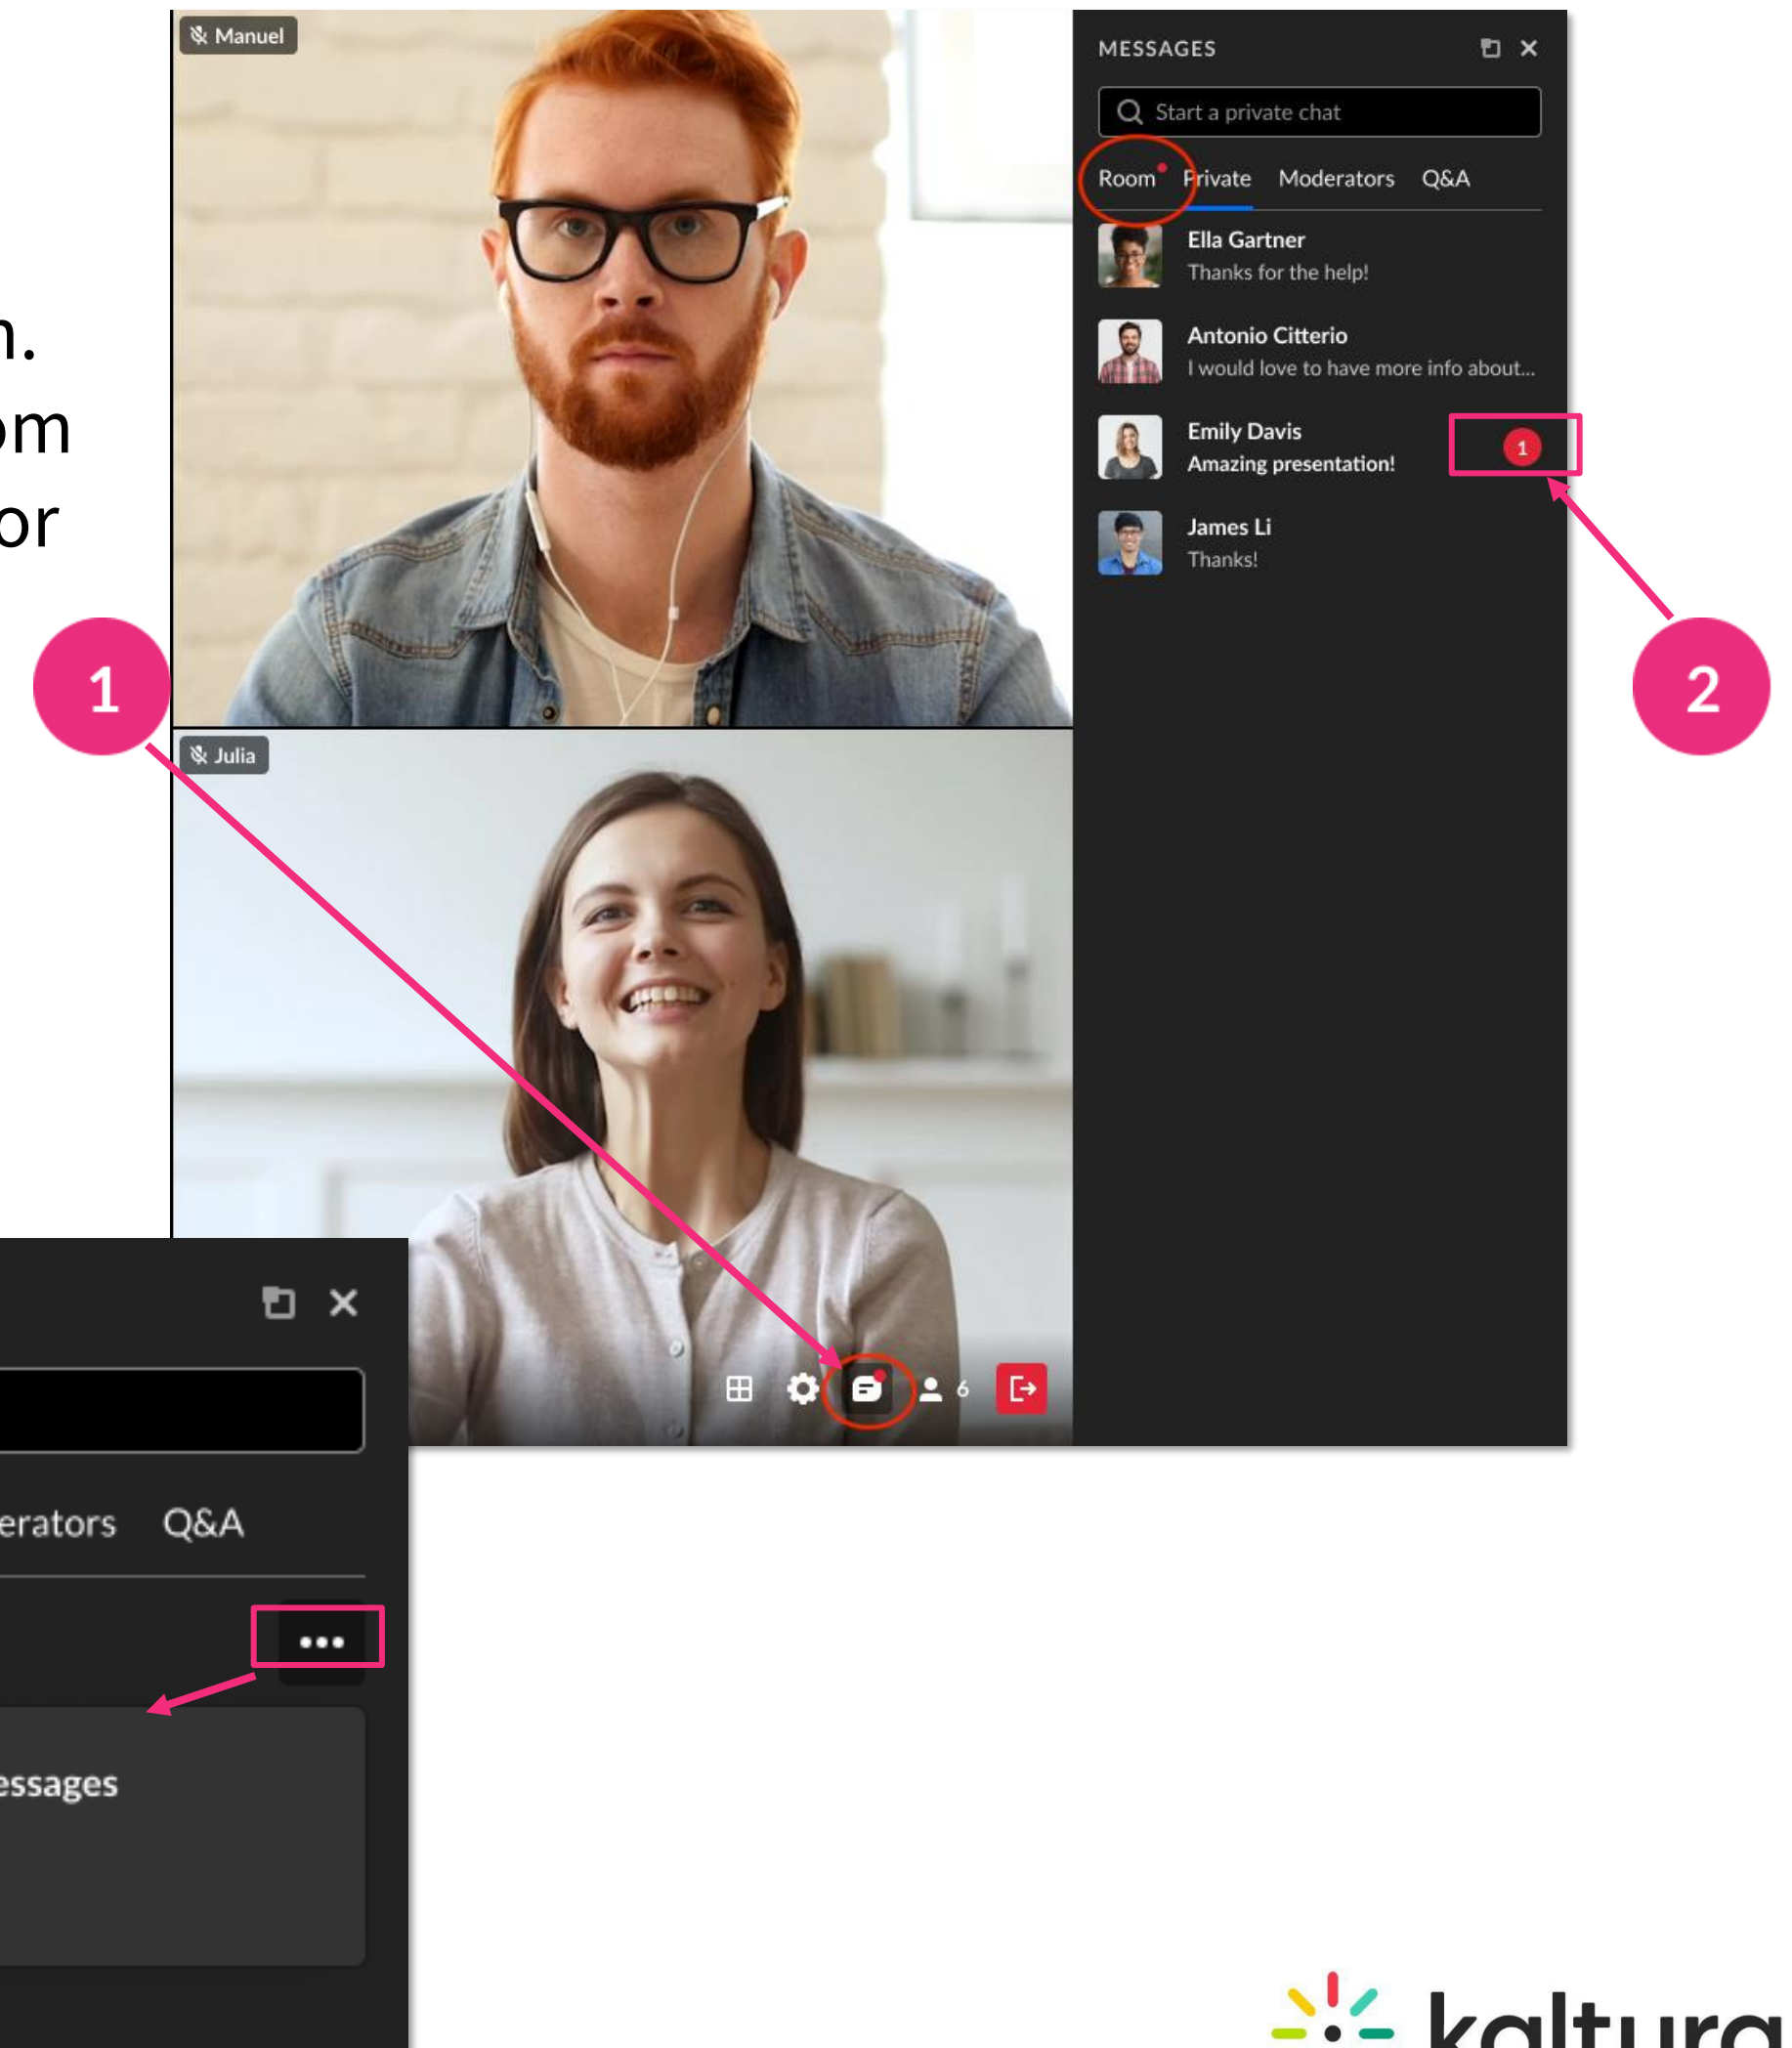 Manuel
MESSAGES
Start a private chat
Room Private Moderators Q&A
Ella Gartner
Thanks for the help!
n.
Antonio Citterio
I would love to have more info about...
om
Emily Davis
Amazing presentation!
1
or
James Li
Thanks!
1
2
Julia
6
erators Q&A
essages
kaltura